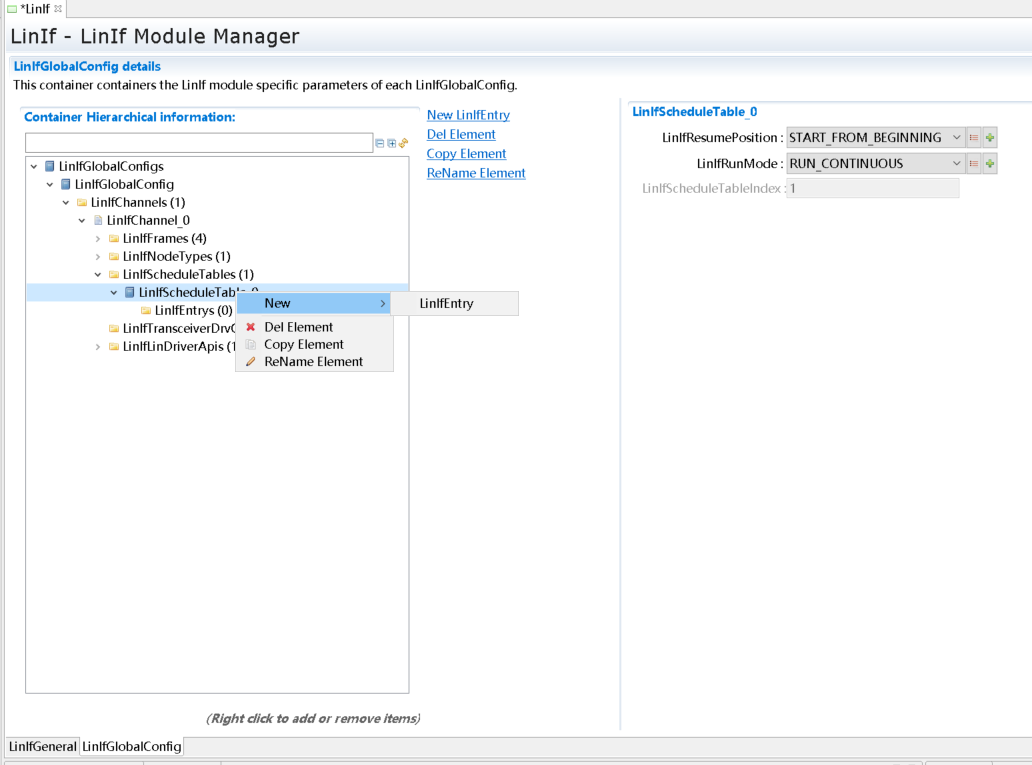 *LinIf
LinIf - LinIf Module Manager
LinIfGlobalConfig details
This container containers the LinIf module specific parameters of each LinIfGlobalConfig.
Container Hierarchical information:
LinIfGlobalConfigs
LinIfGlobalConfig
LinIfChannels (1)
LinIfChannel_0
LinIfFrames (4)
LinIfNodeTypes (1)
LinIfScheduleTables (1)
LinIfScheduleTable_0
LinIfEntrys (0)
LinIfTransceiverDrvC
LinIfLinDriverApis (1
New
Del Element
Copy Element
ReName Element
LinIfEntry
New LinIfEntry
Del Element
Copy Element
ReName Element
(Right click to add or remove items)
LinIfScheduleTable_0
LinIfResumePosition : START_FROM_BEGINNING
LinIfRunMode : RUN_CONTINUOUS
LinIfScheduleTableIndex : 1
LinIfGeneral LinIfGlobalConfig